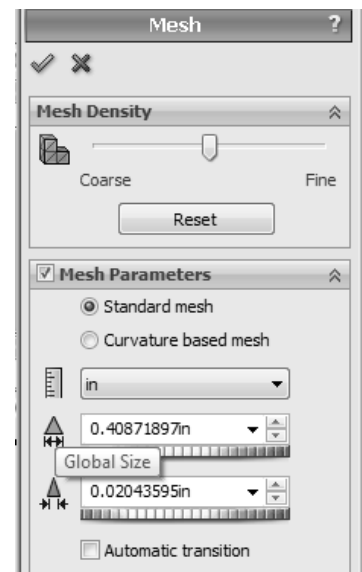 Mesh ?
Mesh Density
Coarse Fine
Reset
Mesh Parameters
Standard mesh
Curvature based mesh
in
0.40871897in
Global Size
0.02043595in
Automatic transition